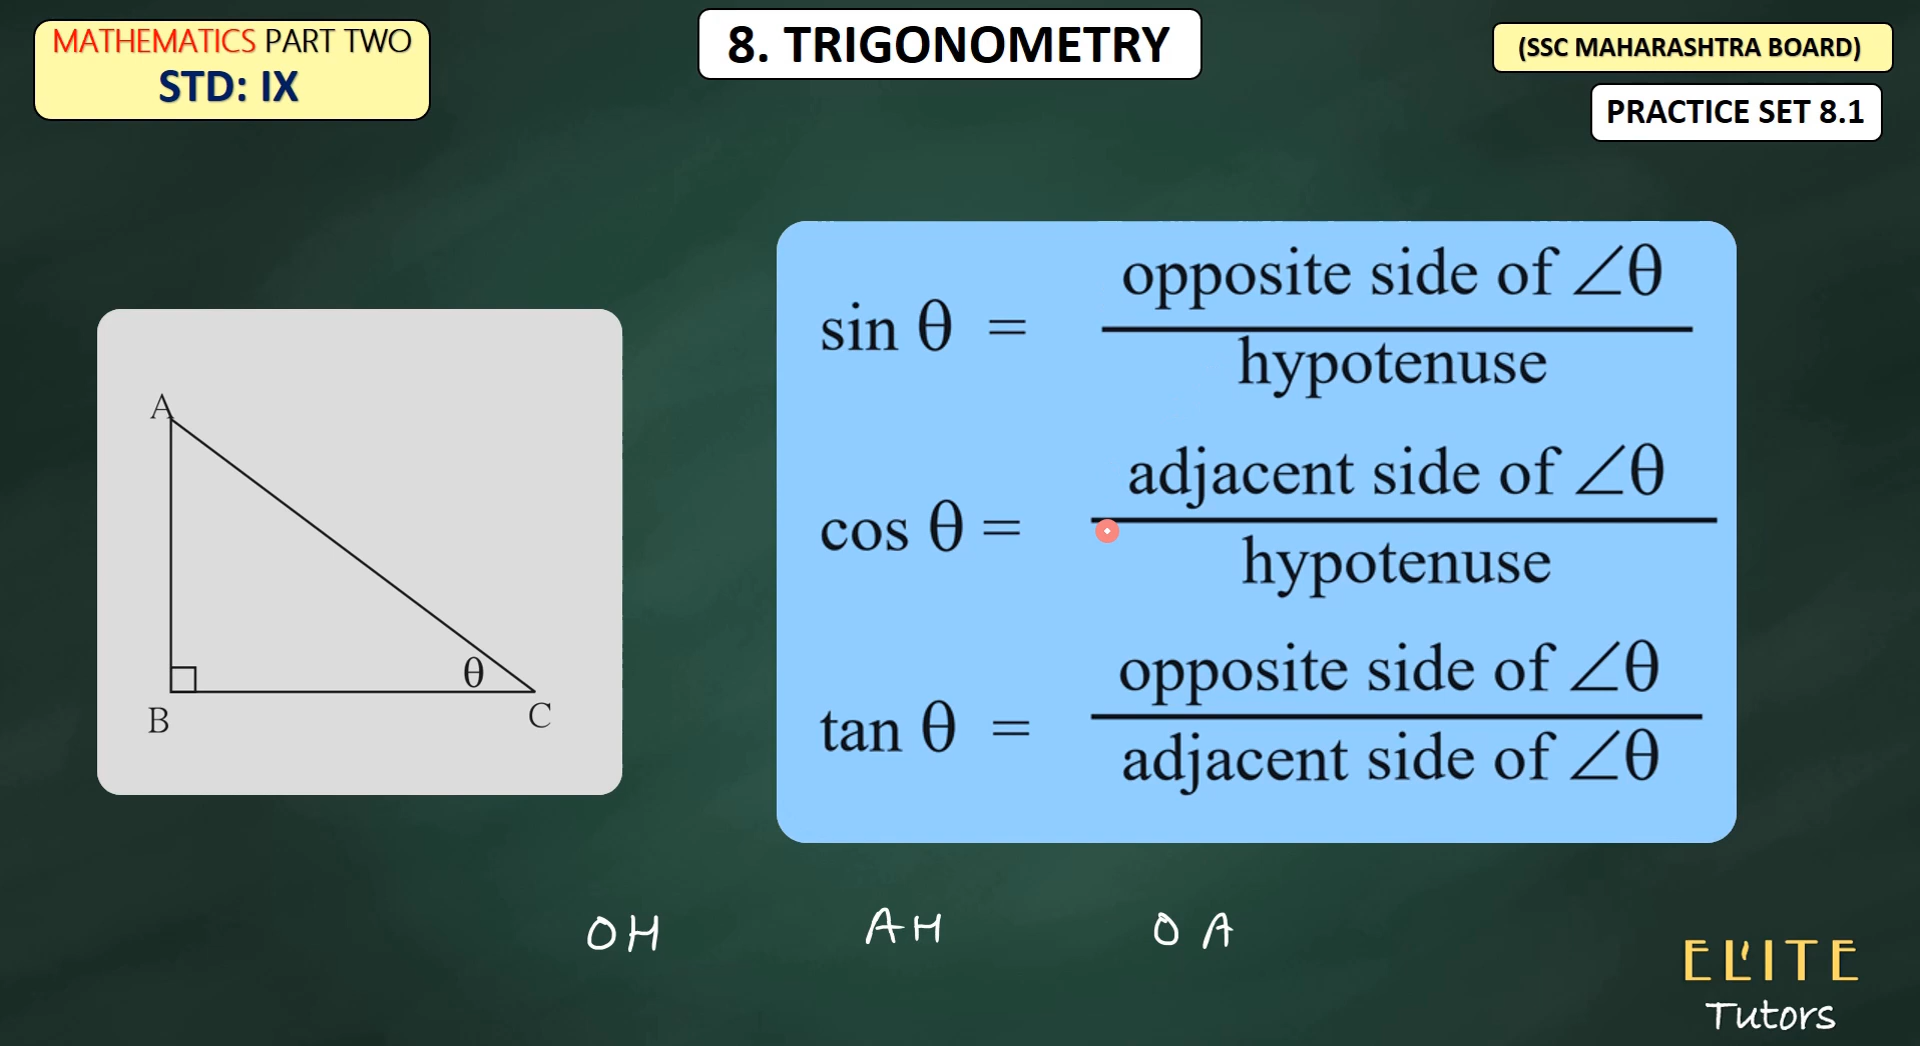 MATHEMATICS PART TWO
STD: IX
8. TRIGONOMETRY
(SSC MAHARASHTRA BOARD)
PRACTICE SET 8.1
A
B
C
θ
sin θ = opposite side of ∠θ
hypotenuse
cos θ = adjacent side of ∠θ
hypotenuse
tan θ = opposite side of ∠θ
adjacent side of ∠θ
OH AH OA
ELITE
Tutors